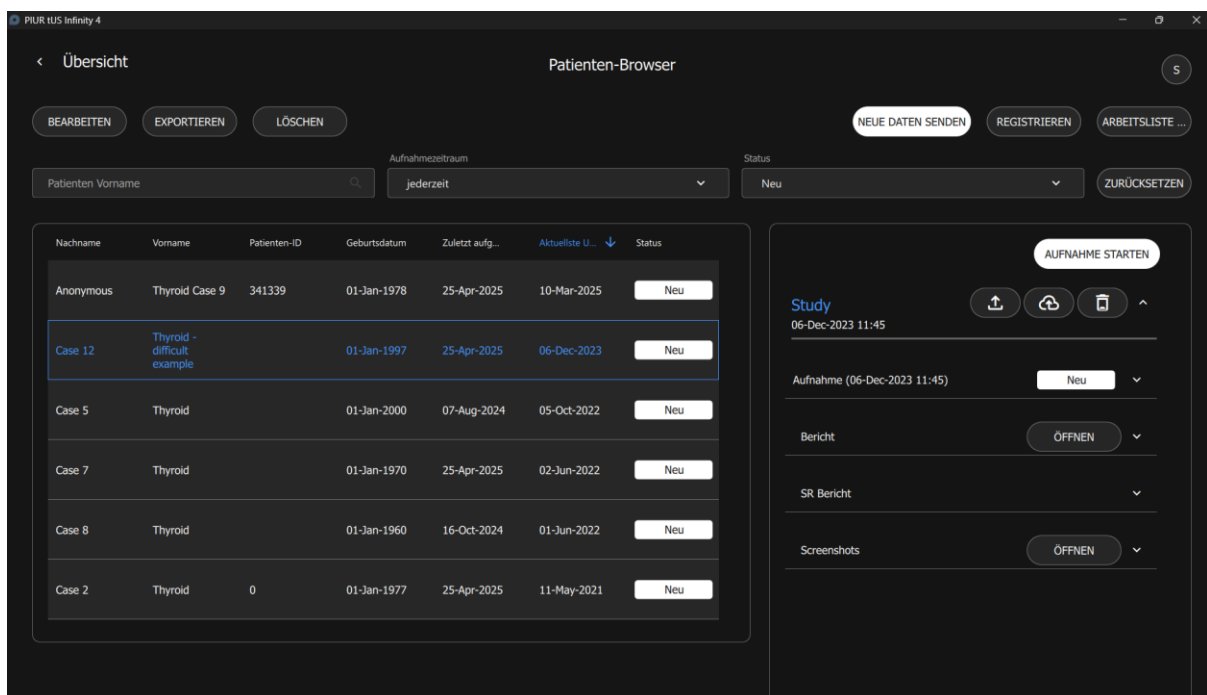 PIUR tUS Infinity 4
Übersicht
Patienten-Browser
S
BEARBEITEN EXPORTIEREN LÖSCHEN NEUE DATEN SENDEN REGISTRIEREN ARBEITSLISTE ...
Aufnahmezeitraum Status
Patienten Vorname jederzeit Neu ZURÜCKSETZEN
Nachname Vorname Patienten-ID Geburtsdatum Zuletzt aufg... Aktuellste U... Status
Anonymous Thyroid Case 9 341339 01-Jan-1978 25-Apr-2025 10-Mar-2025 Neu
Case 12 Thyroid - difficult example 01-Jan-1997 25-Apr-2025 06-Dec-2023 Neu
Case 5 Thyroid 01-Jan-2000 07-Aug-2024 05-Oct-2022 Neu
Case 7 Thyroid 01-Jan-1970 25-Apr-2025 02-Jun-2022 Neu
Case 8 Thyroid 01-Jan-1960 16-Oct-2024 01-Jun-2022 Neu
Case 2 Thyroid 0 01-Jan-1977 25-Apr-2025 11-May-2021 Neu
AUFNAHME STARTEN
Study
06-Dec-2023 11:45
Aufnahme (06-Dec-2023 11:45) Neu
Bericht ÖFFNEN
SR Bericht
Screenshots ÖFFNEN